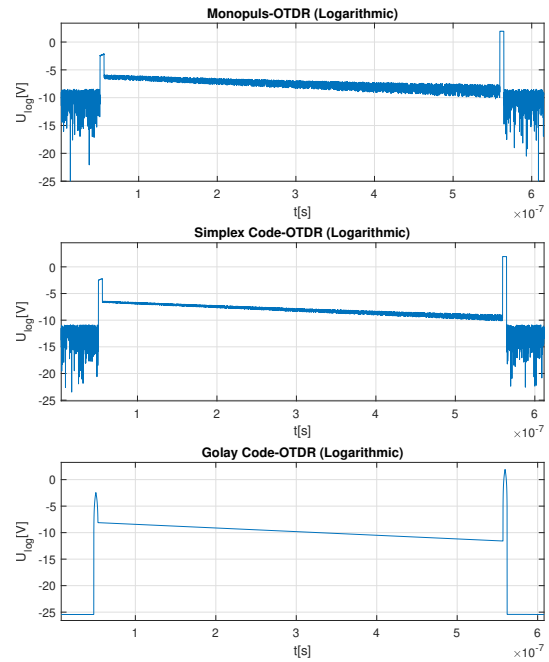 Monopuls-OTDR (Logarithmic)
U_log[V]
0
-5
-10
-15
-20
-25
1 2 3 4 5 6
t[s]
×10^-7
Simplex Code-OTDR (Logarithmic)
U_log[V]
0
-5
-10
-15
-20
-25
1 2 3 4 5 6
t[s]
×10^-7
Golay Code-OTDR (Logarithmic)
U_log[V]
0
-5
-10
-15
-20
-25
1 2 3 4 5 6
t[s]
×10^-7